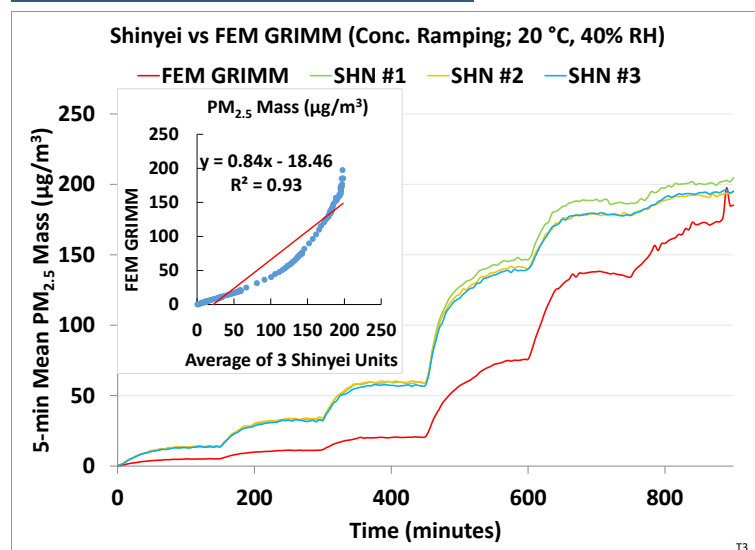 Shinyei vs FEM GRIMM (Conc. Ramping; 20 °C, 40% RH)
FEM GRIMM SHN #1 SHN #2 SHN #3
5-min Mean PM2.5 Mass (µg/m³)
250
200
150
100
50
0
PM2.5 Mass (µg/m³)
FEM GRIMM
250
200
150
100
50
0
y = 0.84x - 18.46
R² = 0.93
0 50 100 150 200 250
Average of 3 Shinyei Units
0 200 400 600 800
Time (minutes)
T3